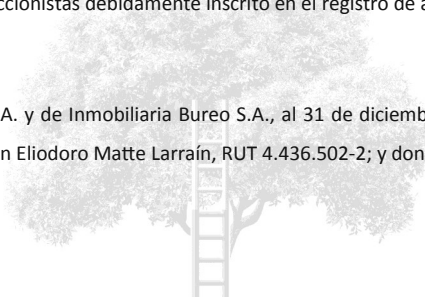 ccionistas debidamente inscrito en el registro de a
A. y de Inmobiliaria Bureo S.A., al 31 de diciemb
n Eliodoro Matte Larraín, RUT 4.436.502-2; y don